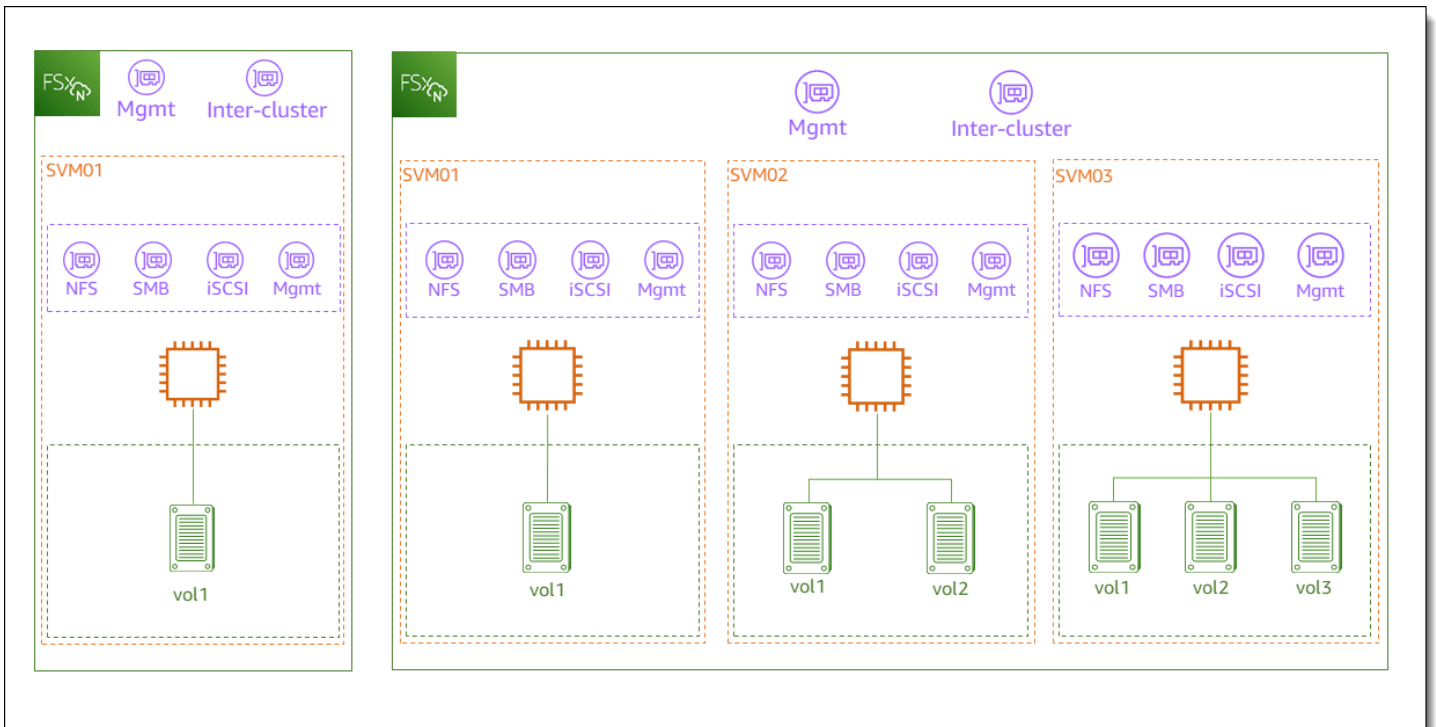 FSx
N
Mgmt
Inter-cluster
SVM01
NFS SMB iSCSI Mgmt
vol1
FSx
N
Mgmt
Inter-cluster
SVM01
NFS SMB iSCSI Mgmt
vol1
SVM02
NFS SMB iSCSI Mgmt
vol1 vol2
SVM03
NFS SMB iSCSI Mgmt
vol1 vol2 vol3